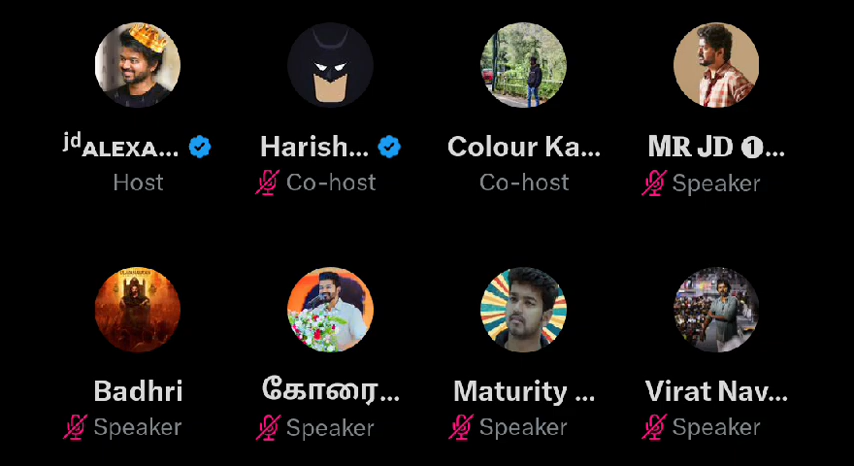 jdALEXA... Harish... Colour Ka... MR JD ❶...
Host Co-host Co-host Speaker
Badhri கோரை... Maturity ... Virat Nav...
Speaker Speaker Speaker Speaker